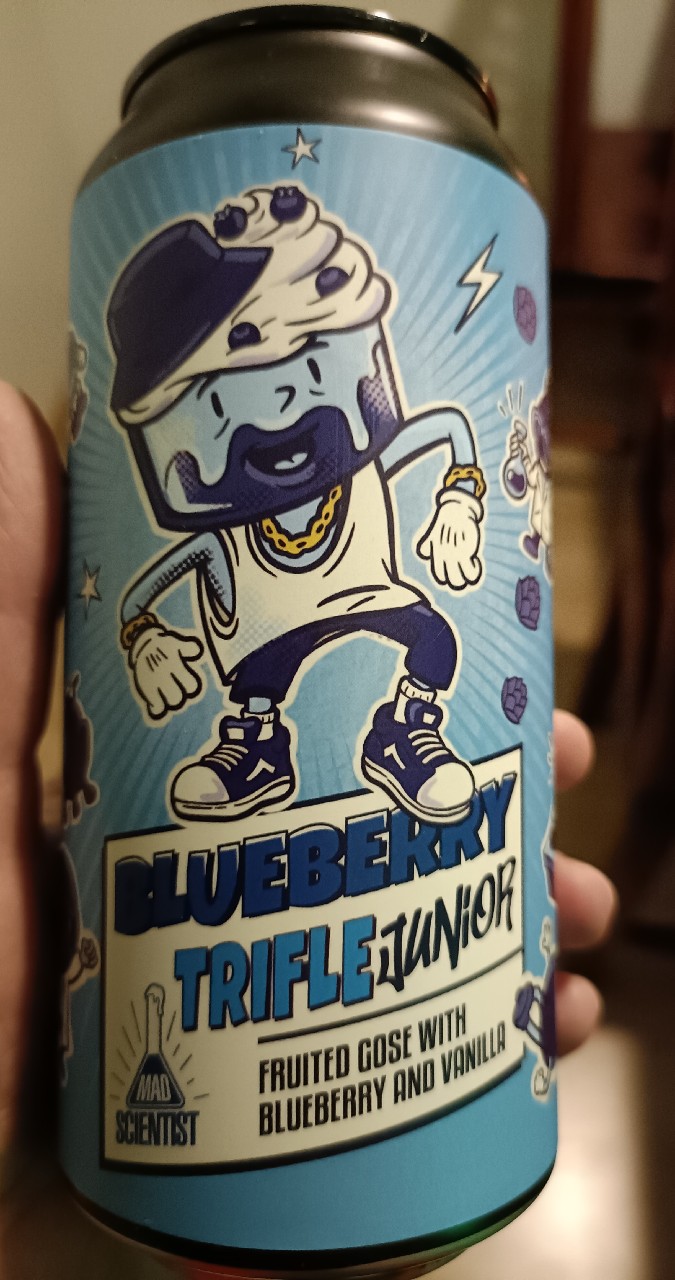 BLUEBERRY
TRIFLE JUNIOR
FRUITED GOSE WITH
BLUEBERRY AND VANILLA
MAD
SCIENTIST